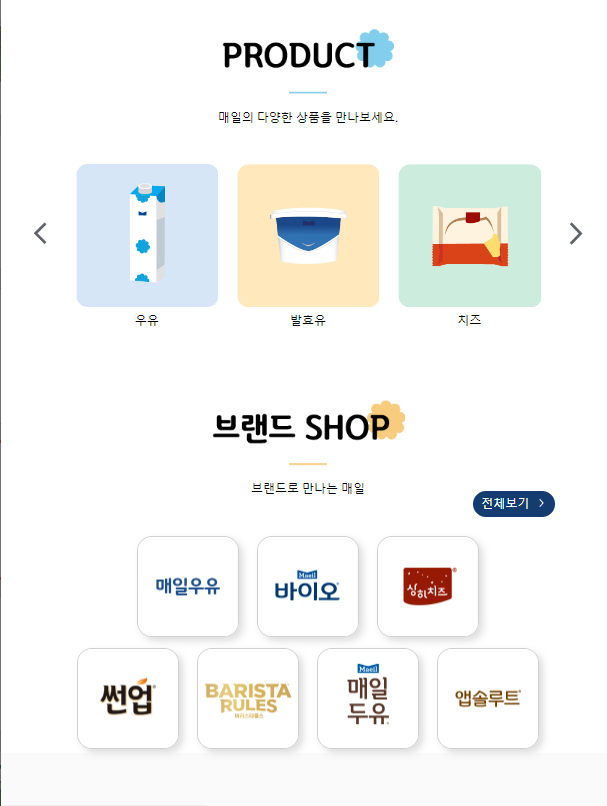 PRODUCT
매일의 다양한 상품을 만나보세요.
우유
발효유
치즈
브랜드 SHOP
브랜드로 만나는 매일
전체보기
매일우유
Maeil
바이오
상하치즈
썬업
BARISTA
RULES
바리스타룰스
Maeil
매일
두유
앱솔루트